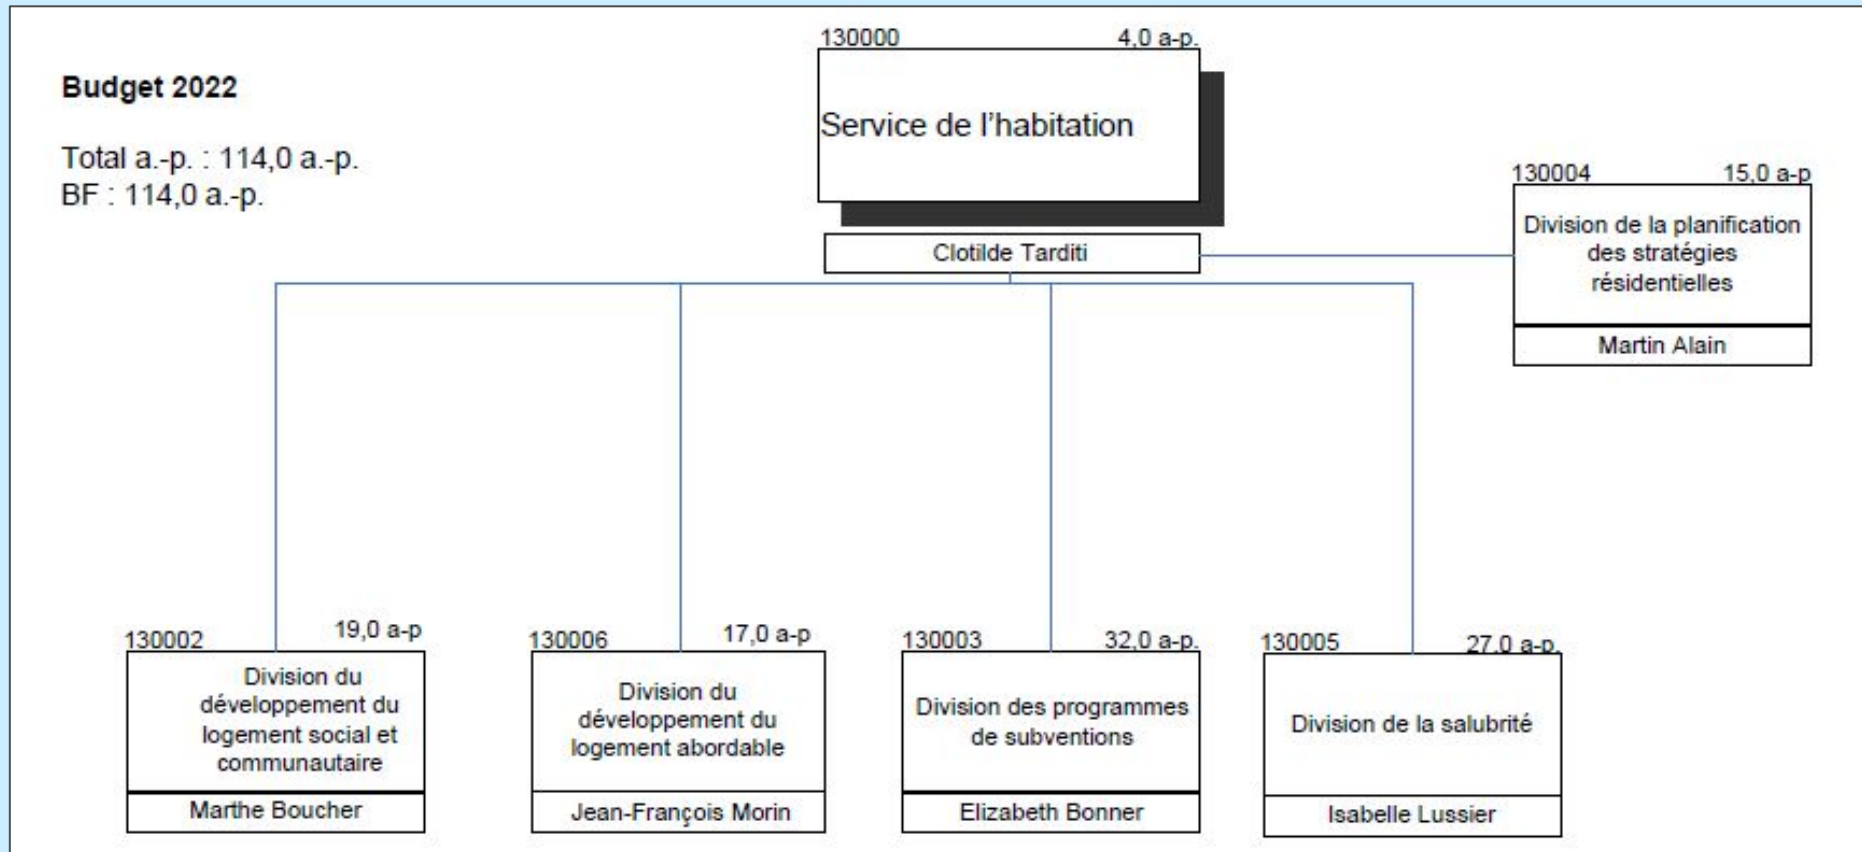 Budget 2022
Total a.-p. : 114,0 a.-p.
BF : 114,0 a.-p.
130000 4,0 a-p.
Service de l’habitation
Clotilde Tarditi
130004 15,0 a-p
Division de la planification
des stratégies
résidentielles
Martin Alain
130002 19,0 a-p
Division du
développement du
logement social et
communautaire
Marthe Boucher
130006 17,0 a-p
Division du
développement du
logement abordable
Jean-François Morin
130003 32,0 a-p.
Division des programmes
de subventions
Elizabeth Bonner
130005 27,0 a-p.
Division de la salubrité
Isabelle Lussier